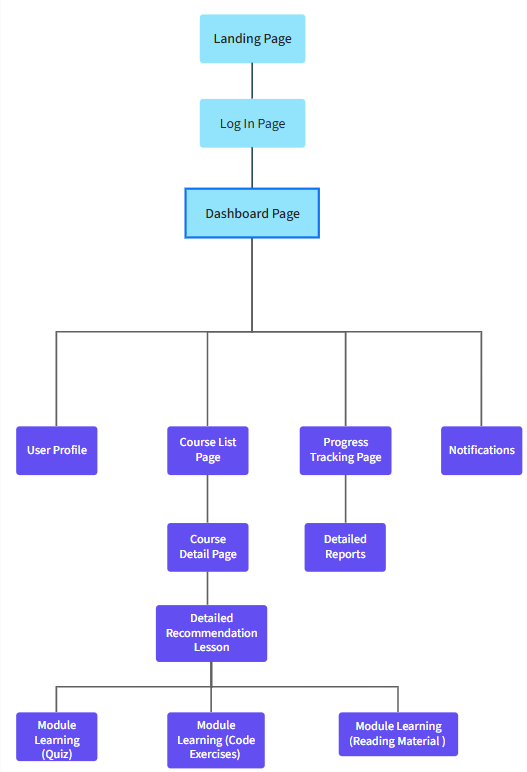 Landing Page
Log In Page
Dashboard Page
User Profile
Course List
Page
Progress
Tracking Page
Notifications
Course
Detail Page
Detailed
Reports
Detailed
Recommendation
Lesson
Module
Learning
(Quiz)
Module
Learning (Code
Exercises)
Module Learning
(Reading Material )